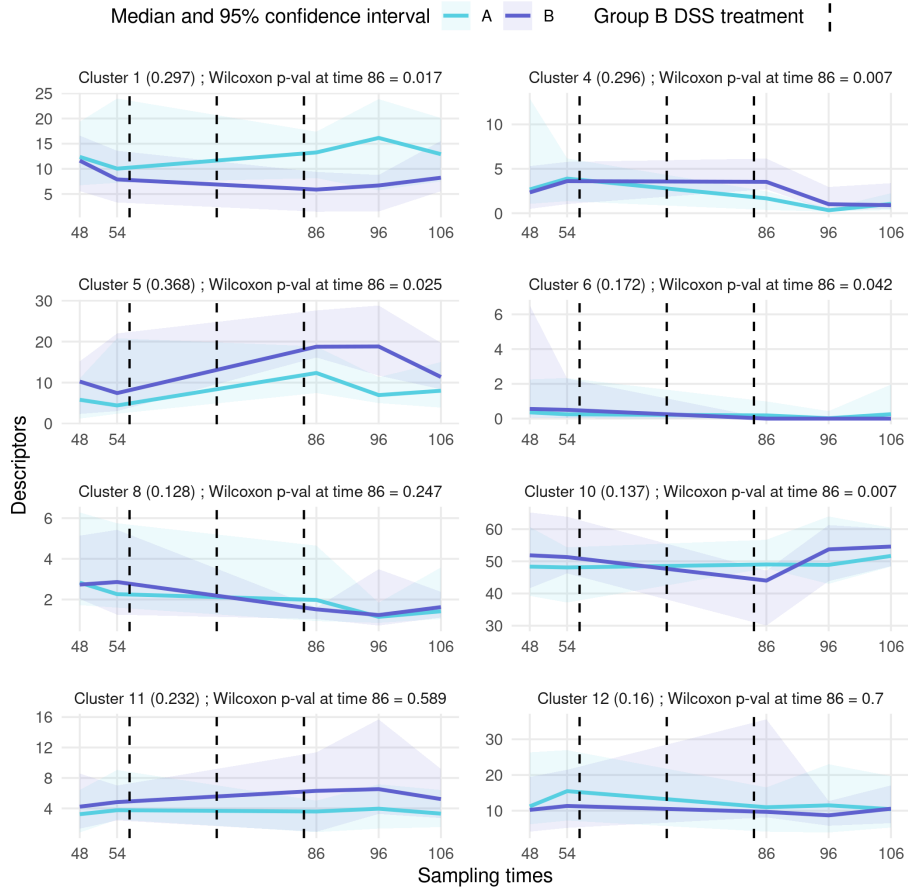 Median and 95% confidence interval A B Group B DSS treatment
Cluster 1 (0.297) ; Wilcoxon p-val at time 86 = 0.017
25
20
15
10
5
48 54 86 96 106
Cluster 4 (0.296) ; Wilcoxon p-val at time 86 = 0.007
10
5
0
48 54 86 96 106
Cluster 5 (0.368) ; Wilcoxon p-val at time 86 = 0.025
30
20
10
0
48 54 86 96 106
Cluster 6 (0.172) ; Wilcoxon p-val at time 86 = 0.042
6
4
2
0
48 54 86 96 106
Descriptors
Cluster 8 (0.128) ; Wilcoxon p-val at time 86 = 0.247
6
4
2
48 54 86 96 106
Cluster 10 (0.137) ; Wilcoxon p-val at time 86 = 0.007
60
50
40
30
48 54 86 96 106
Cluster 11 (0.232) ; Wilcoxon p-val at time 86 = 0.589
16
12
8
4
48 54 86 96 106
Cluster 12 (0.16) ; Wilcoxon p-val at time 86 = 0.7
30
20
10
48 54 86 96 106
Sampling times